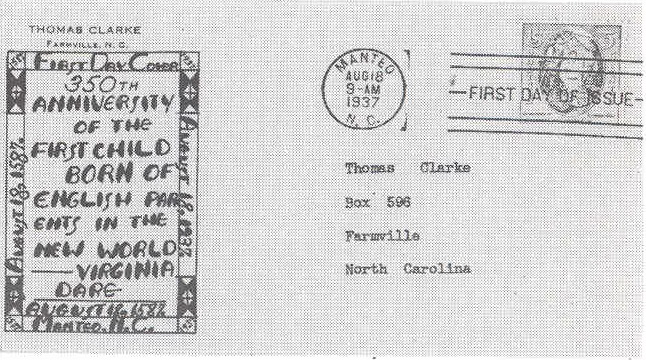 THOMAS CLARKE
FARMVILLE, N. C.
FIRST DAY COVER
350TH
ANNIVERSITY
OF THE
FIRST CHILD
BORN OF
ENGLISH PAR
ENTS IN THE
NEW WORLD
—VIRGINIA
DARE—
AUGUST 18, 1587
MANTEO, N.C.
AUGUST 18, 1587.
AUGUST 18, 1937
MANTEO
AUG 18
9-AM
1937
N. C.
—FIRST DAY OF ISSUE—
Thomas Clarke
Box 596
Farmville
North Carolina